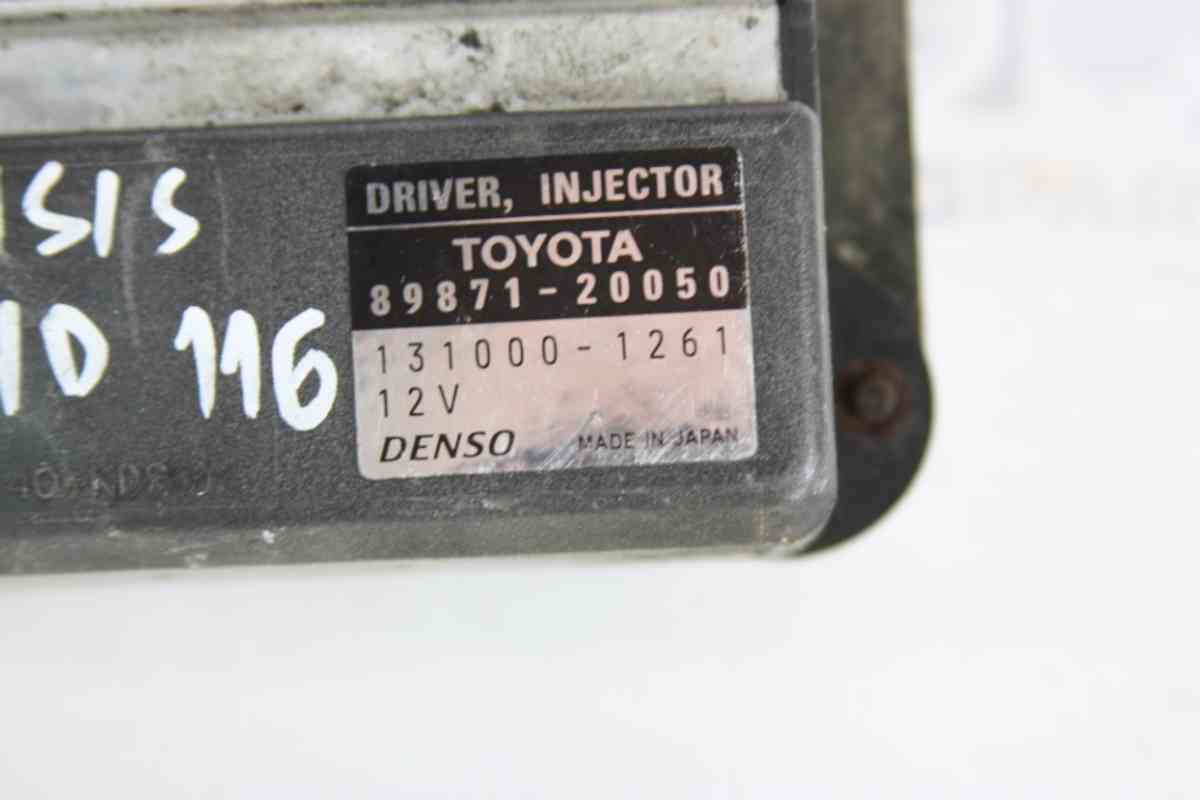 SIS
D 116
DRIVER, INJECTOR
TOYOTA
89871-20050
131000-1261
12V
DENSO MADE IN JAPAN